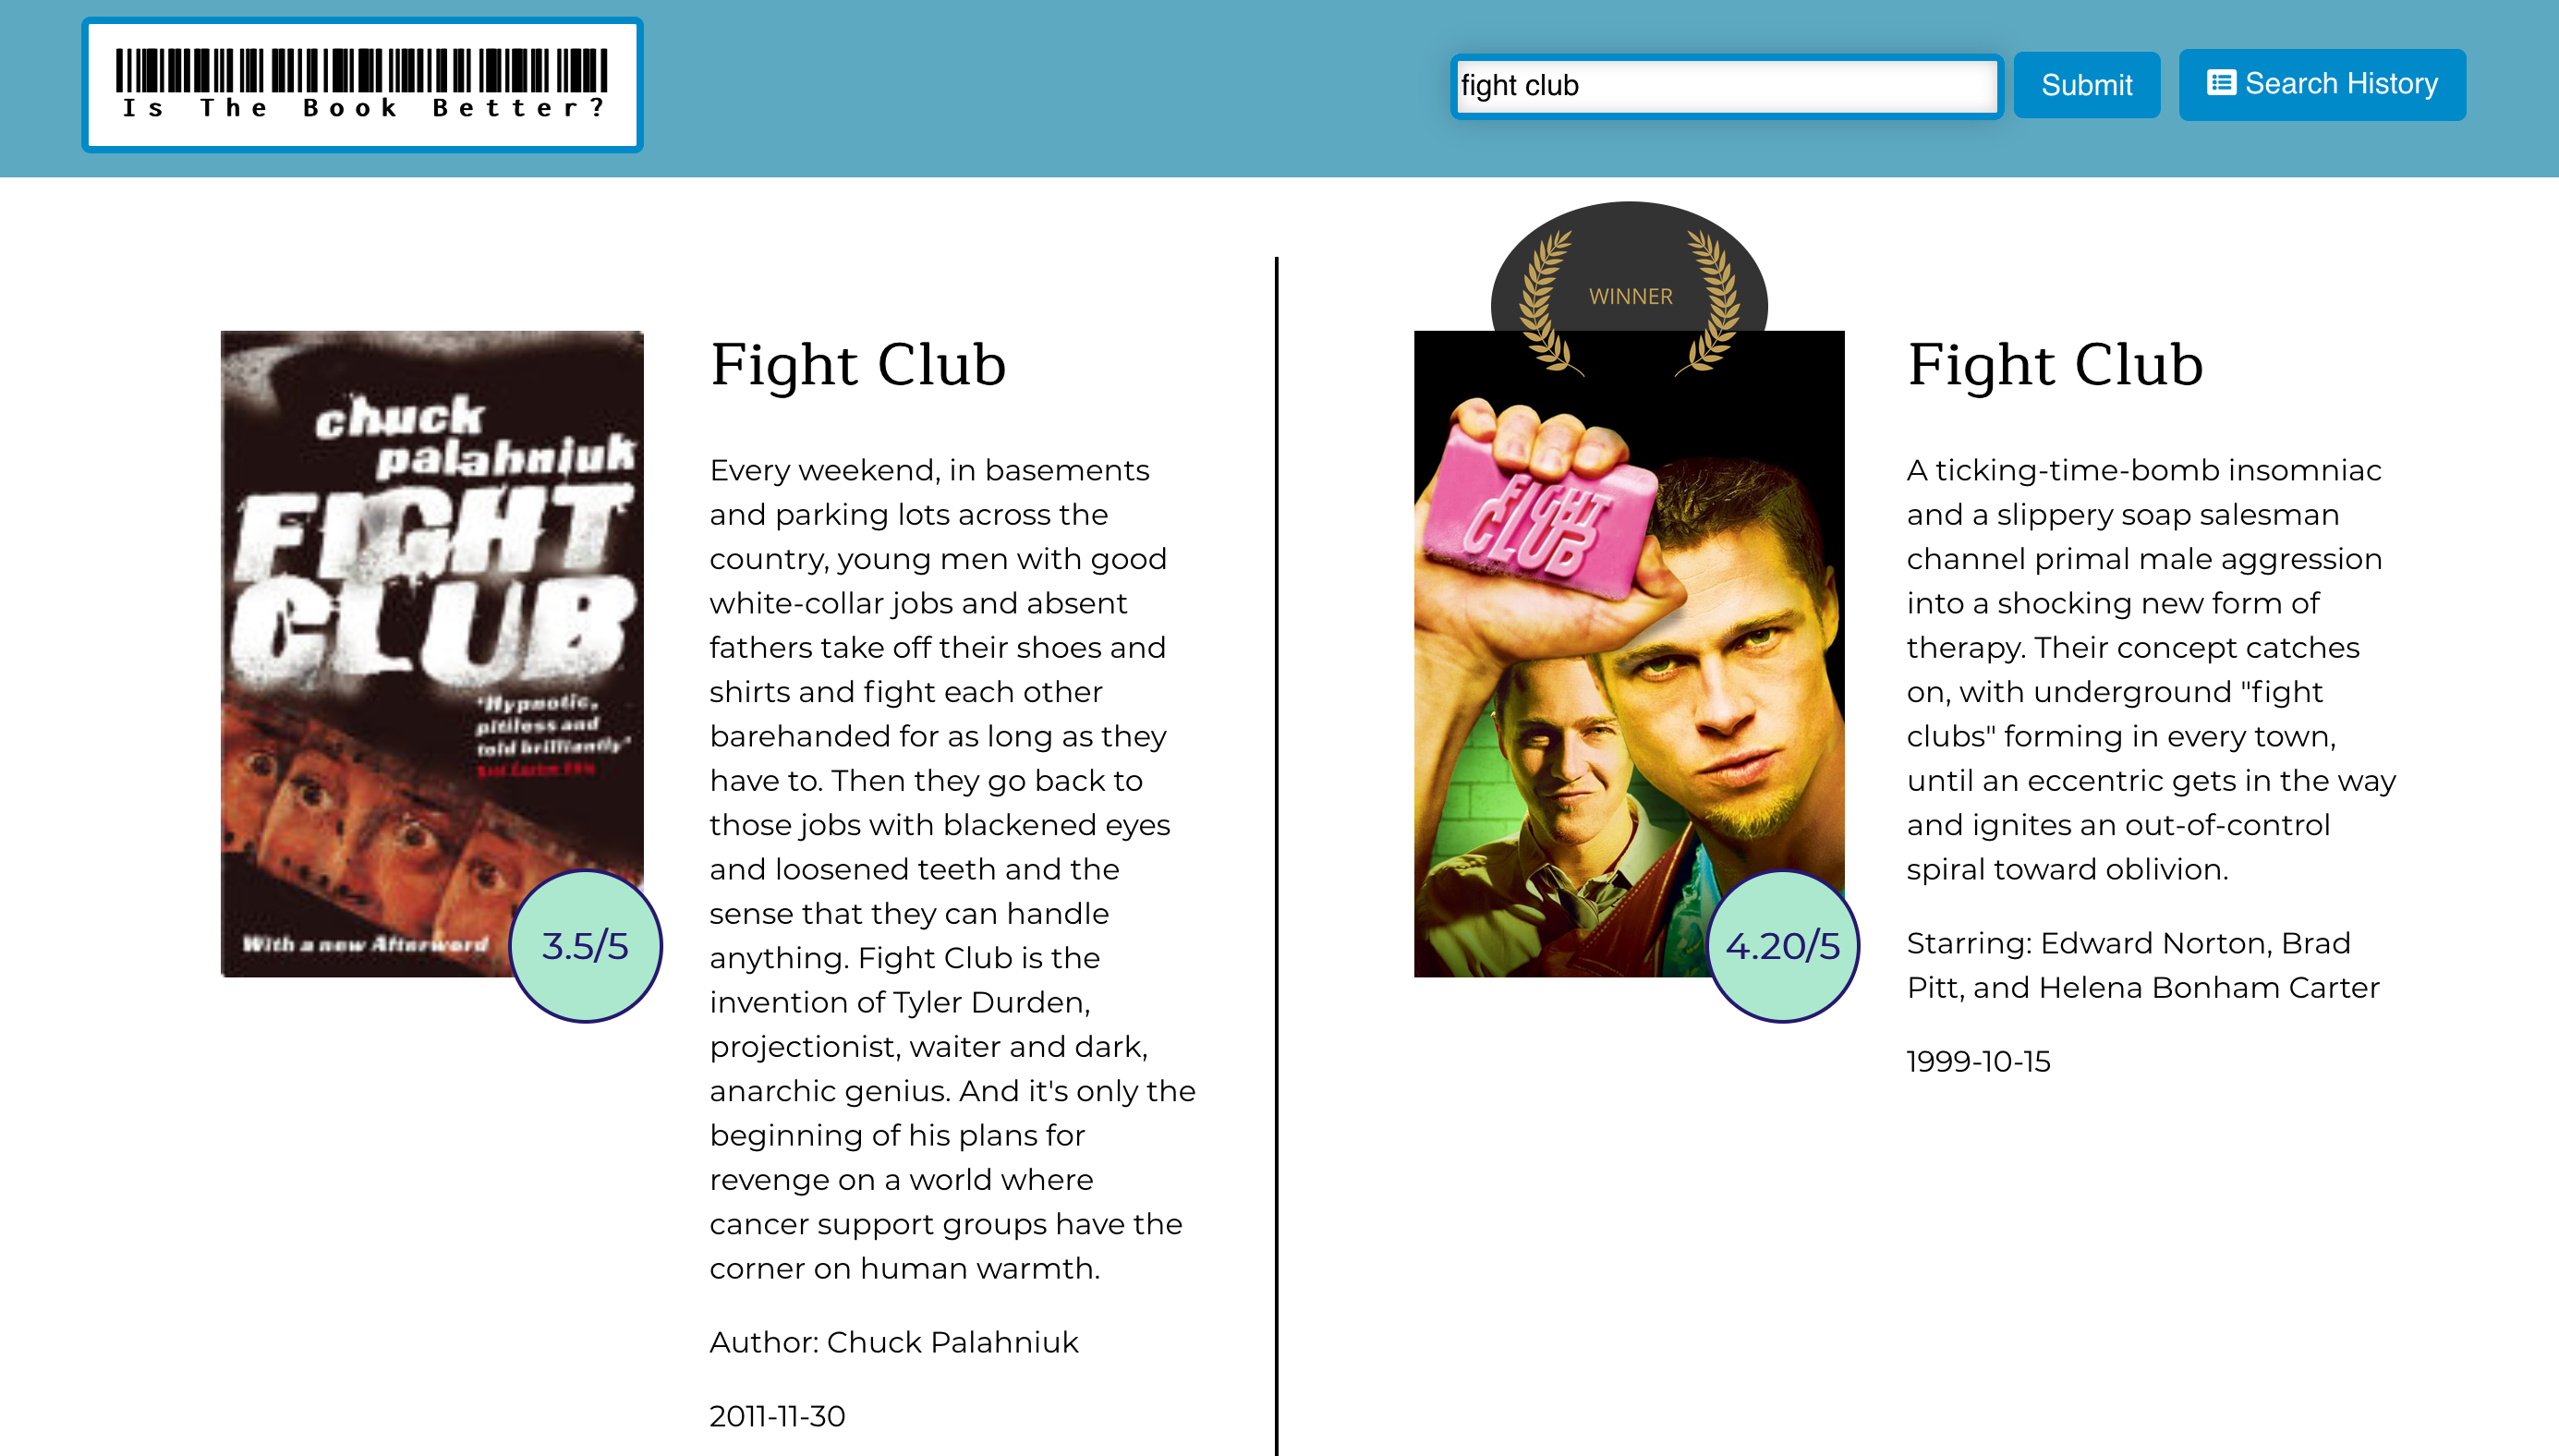 Is The Book Better?
fight club
Submit
Search History
chuck
palahniuk
FIGHT
CLUB
"Hypnotic,
pitiless and
told brilliantly"
With a new Afterword
3.5/5
Fight Club
Every weekend, in basements
and parking lots across the
country, young men with good
white-collar jobs and absent
fathers take off their shoes and
shirts and fight each other
barehanded for as long as they
have to. Then they go back to
those jobs with blackened eyes
and loosened teeth and the
sense that they can handle
anything. Fight Club is the
invention of Tyler Durden,
projectionist, waiter and dark,
anarchic genius. And it's only the
beginning of his plans for
revenge on a world where
cancer support groups have the
corner on human warmth.
Author: Chuck Palahniuk
2011-11-30
WINNER
FIGHT
CLUB
4.20/5
Fight Club
A ticking-time-bomb insomniac
and a slippery soap salesman
channel primal male aggression
into a shocking new form of
therapy. Their concept catches
on, with underground "fight
clubs" forming in every town,
until an eccentric gets in the way
and ignites an out-of-control
spiral toward oblivion.
Starring: Edward Norton, Brad
Pitt, and Helena Bonham Carter
1999-10-15